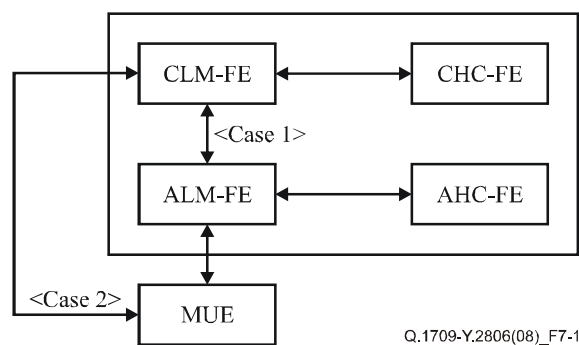 CLM-FE
CHC-FE
<Case 1>
ALM-FE
AHC-FE
<Case 2>
MUE
Q.1709-Y.2806(08)_F7-1